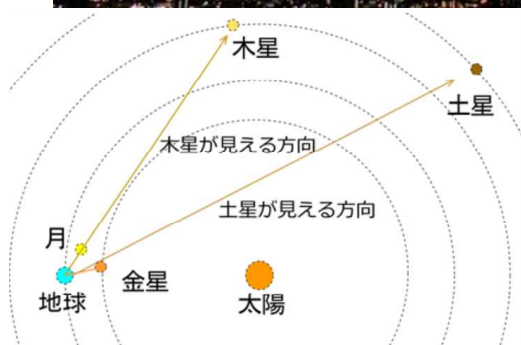 木星
土星
木星が見える方向
土星が見える方向
月
金星
地球
太陽